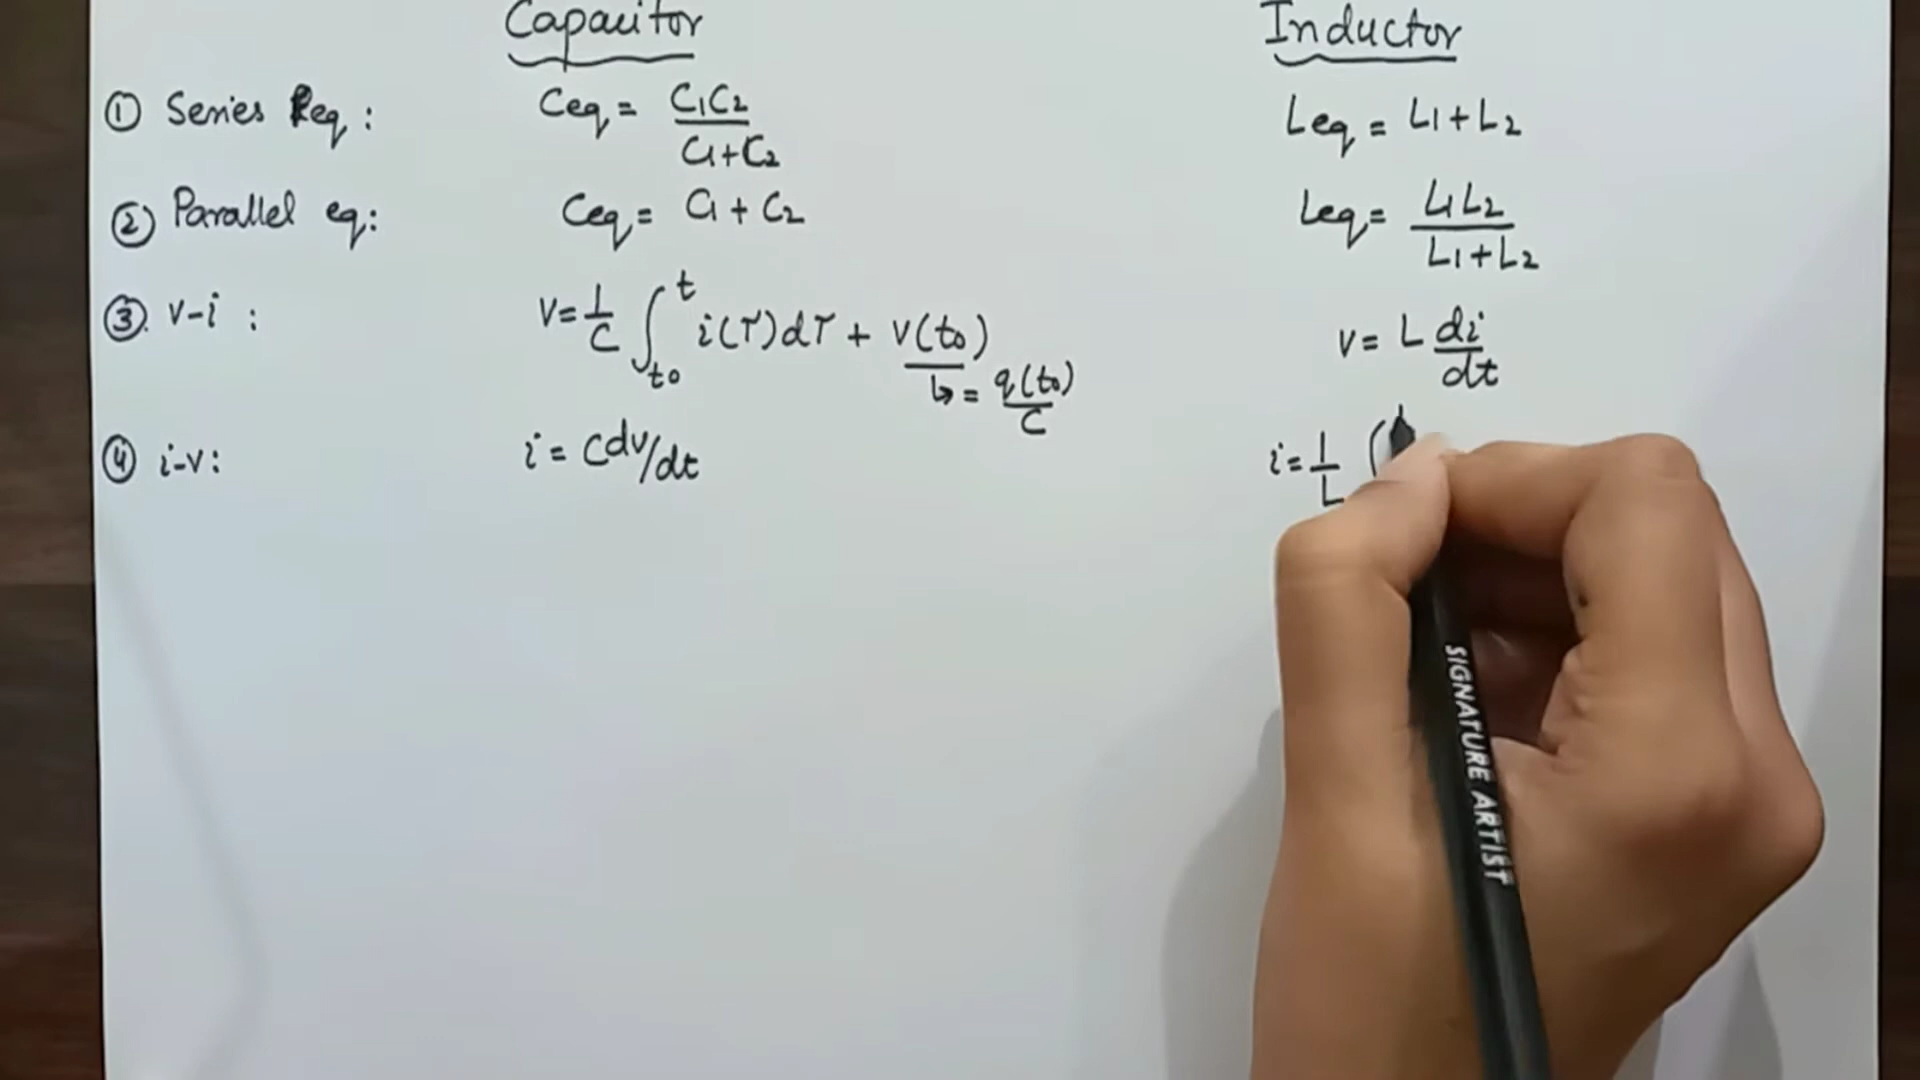 Capacitor Inductor
① Series eq: Ceq = C1C2/C1+C2 Leq = L1+L2
② Parallel eq: Ceq = C1+C2 Leq = L1L2/L1+L2
③. v-i : v = 1/C ∫t0^t i(τ)dτ + v(t0) v = L di/dt
↳ = q(t0)/C
④ i-v: i = Cdv/dt i = 1/L
SIGNATURE ARTIST